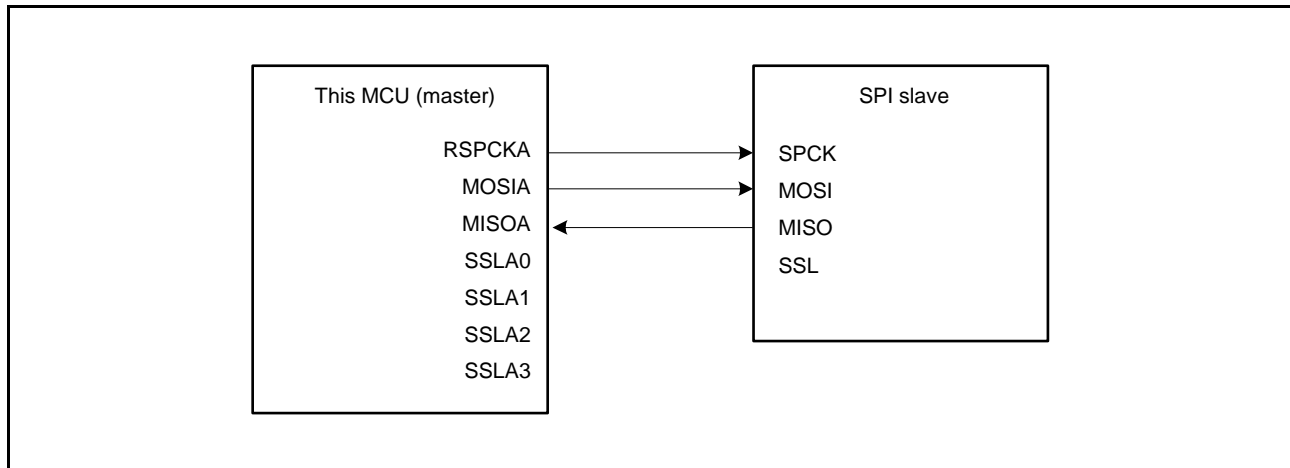 This MCU (master)
SPI slave
RSPCKA
SPCK
MOSIA
MOSI
MISOA
MISO
SSLA0
SSL
SSLA1
SSLA2
SSLA3